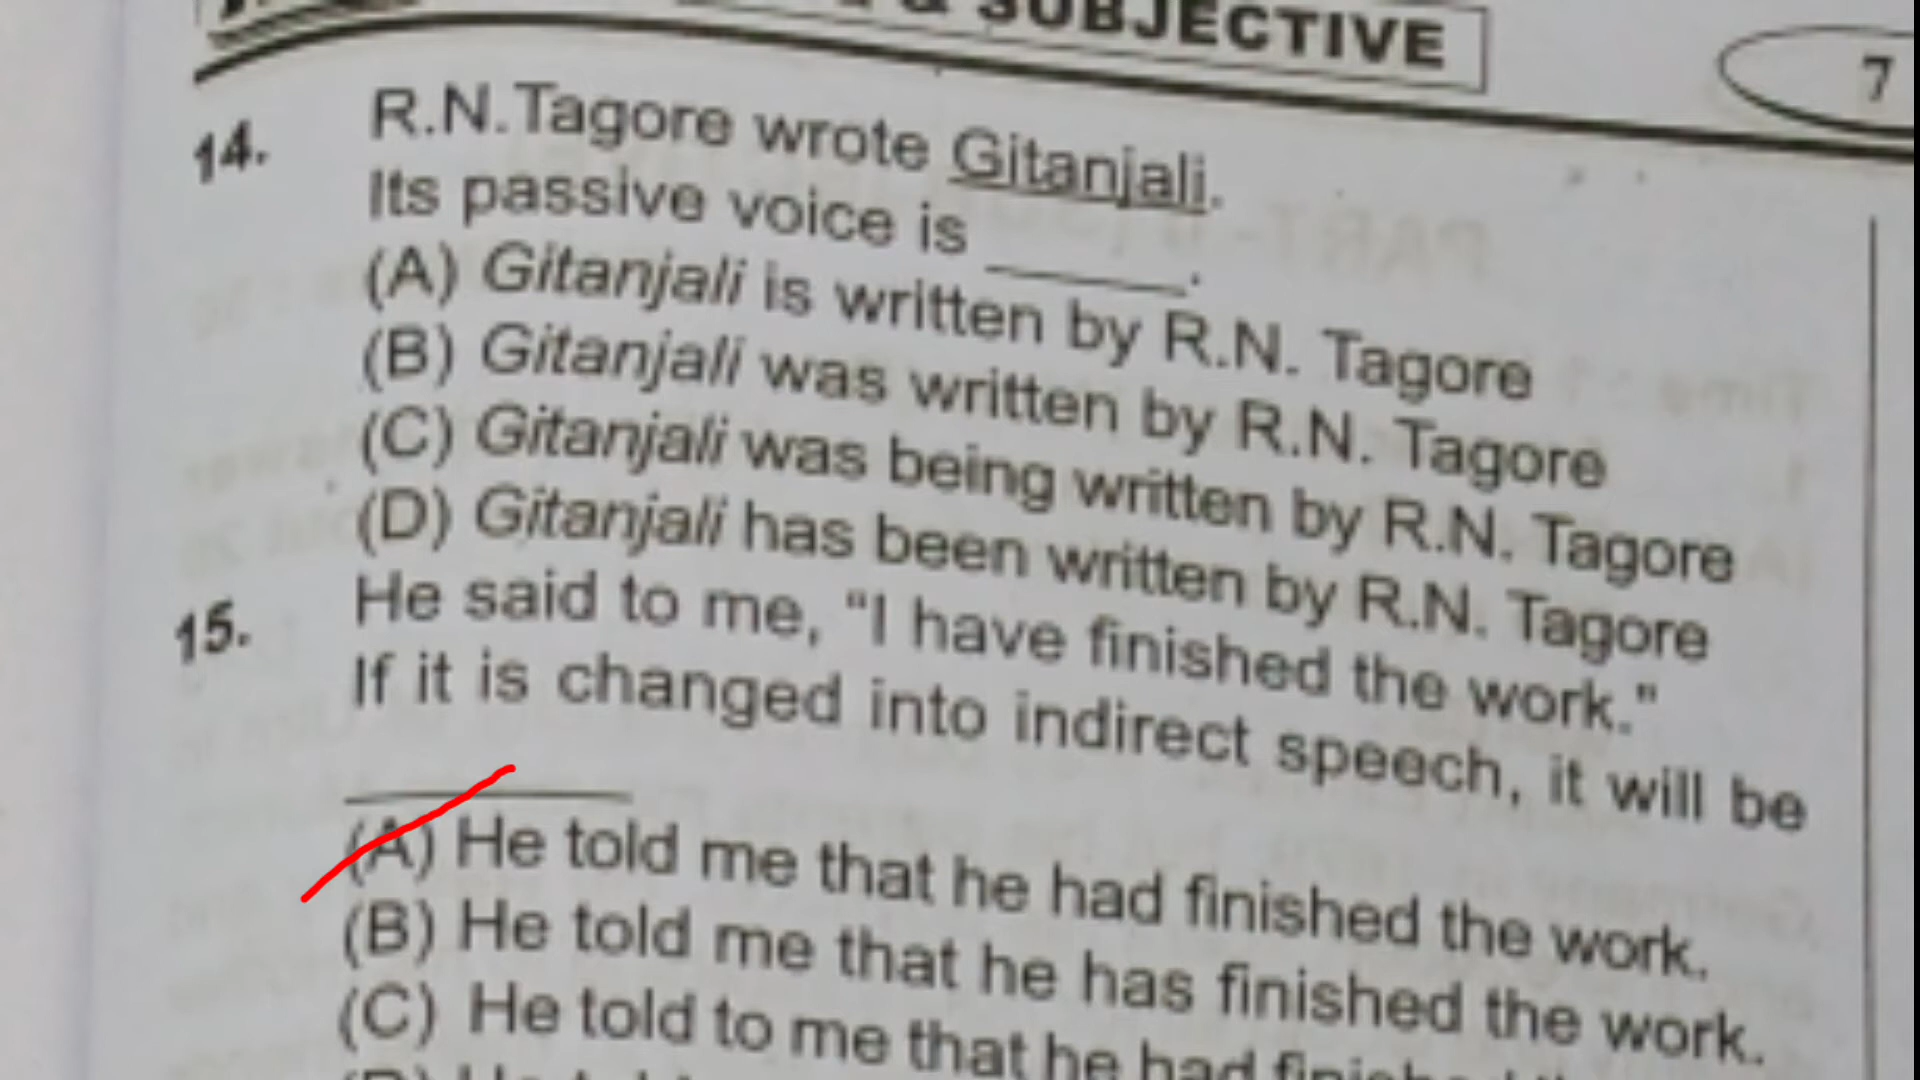 & SUBJECTIVE
7
14. R.N.Tagore wrote Gitanjali.
Its passive voice is ______.
(A) Gitanjali is written by R.N. Tagore
(B) Gitanjali was written by R.N. Tagore
(C) Gitanjali was being written by R.N. Tagore
(D) Gitanjali has been written by R.N. Tagore
15. He said to me, “I have finished the work."
If it is changed into indirect speech, it will be
______
(A) He told me that he had finished the work.
(B) He told me that he has finished the work.
(C) He told to me that he had